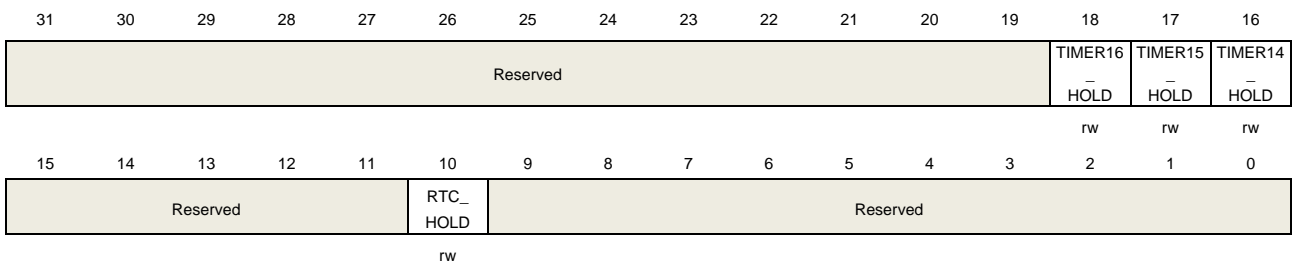 31 30 29 28 27 26 25 24 23 22 21 20 19 18 17 16
Reserved
TIMER16
_
HOLD
TIMER15
_
HOLD
TIMER14
_
HOLD
rw rw rw
15 14 13 12 11 10 9 8 7 6 5 4 3 2 1 0
Reserved
RTC_
HOLD
Reserved
rw